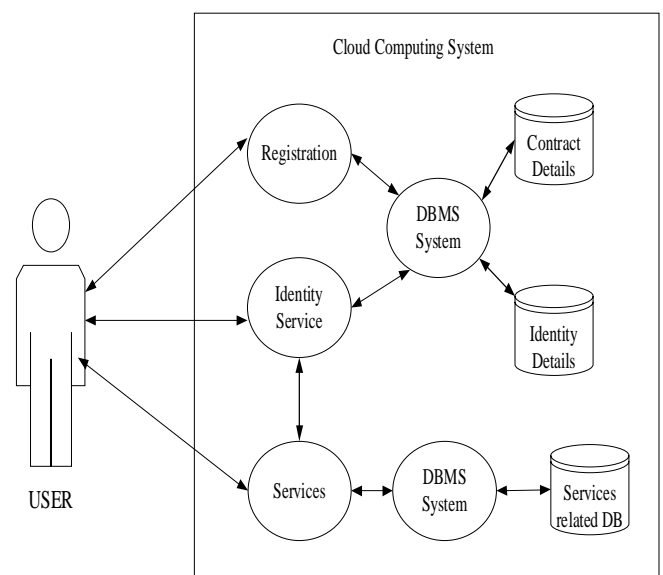 Cloud Computing System
Registration
Contract
Details
DBMS
System
Identity
Service
Identity
Details
USER
Services
DBMS
System
Services
related DB